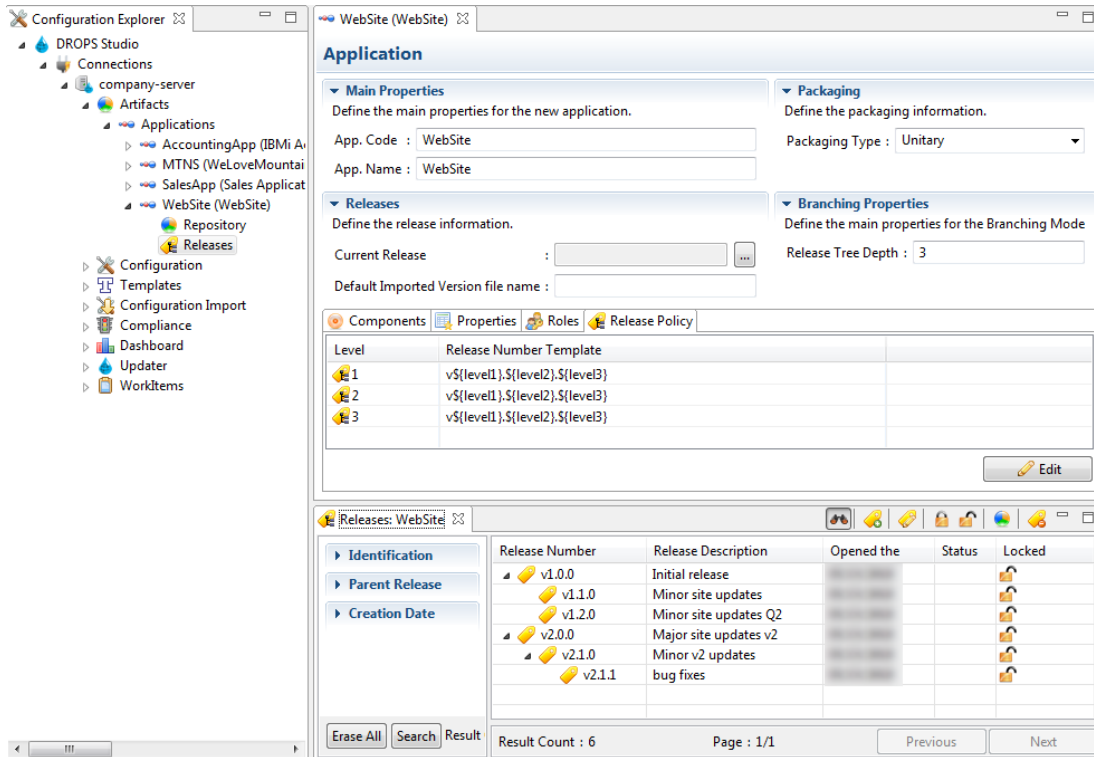 Configuration Explorer
DROPS Studio
Connections
company-server
Artifacts
Applications
AccountingApp (IBMi A
MTNS (WeLoveMountai
SalesApp (Sales Applicat
WebSite (WebSite)
Repository
Releases
Configuration
Templates
Configuration Import
Compliance
Dashboard
Updater
WorkItems
WebSite (WebSite)
Application
Main Properties
Define the main properties for the new application.
App. Code : WebSite
App. Name : WebSite
Packaging
Define the packaging information.
Packaging Type : Unitary
Releases
Define the release information.
Current Release : ...
Default Imported Version file name :
Branching Properties
Define the main properties for the Branching Mode
Release Tree Depth : 3
Components Properties Roles Release Policy
Level Release Number Template
1 v${level1}.${level2}.${level3}
2 v${level1}.${level2}.${level3}
3 v${level1}.${level2}.${level3}
Edit
Releases: WebSite
Identification
Parent Release
Creation Date
Erase All Search Result
Release Number Release Description Opened the Status Locked
v1.0.0 Initial release
v1.1.0 Minor site updates
v1.2.0 Minor site updates Q2
v2.0.0 Major site updates v2
v2.1.0 Minor v2 updates
v2.1.1 bug fixes
Result Count : 6 Page : 1/1 Previous Next